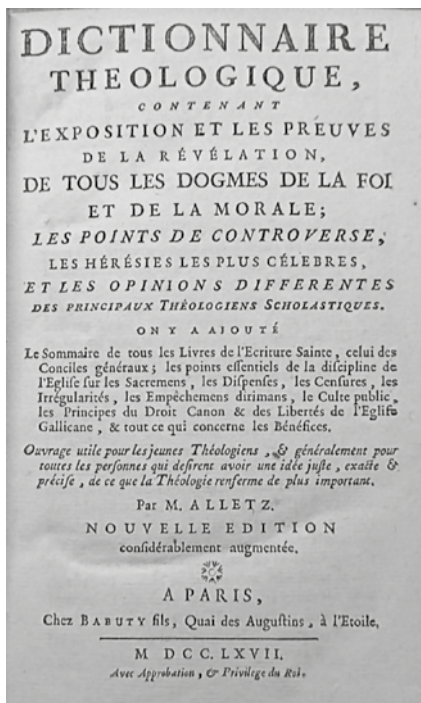 DICTIONNAIRE
THEOLOGIQUE,
CONTENANT
L'EXPOSITION ET LES PREUVES
DE LA RÉVÉLATION,
DE TOUS LES DOGMES DE LA FOI
ET DE LA MORALE;
LES POINTS DE CONTROVERSE,
LES HÉRÉSIES LES PLUS CÉLEBRES,
ET LES OPINIONS DIFFERENTES
DES PRINCIPAUX THÉOLOGIENS SCHOLASTIQUES.
ON Y A AJOUTÉ
Le Sommaire de tous les Livres de l'Ecriture Sainte, celui des
Conciles généraux; les points eſſentiels de la diſcipline de
l'Egliſe ſur les Sacremens, les Diſpenſes, les Cenſures, les
Irrégularités, les Empêchemens dirimans, le Culte public,
les Principes du Droit Canon & des Libertés de l'Egliſe
Gallicane, & tout ce qui concerne les Bénéfices.
Ouvrage utile pour les jeunes Théologiens, & généralement pour
toutes les perſonnes qui deſirent avoir une idée juſte, exacte &
préciſe, de ce que la Théologie renferme de plus important.
Par M. ALLETZ.
NOUVELLE EDITION
conſidérablement augmentée.
A PARIS,
Chez BABUTY fils, Quai des Auguſtins, à l'Etoile.
M DCC. LXVII.
Avec Approbation, & Privilege du Roi.